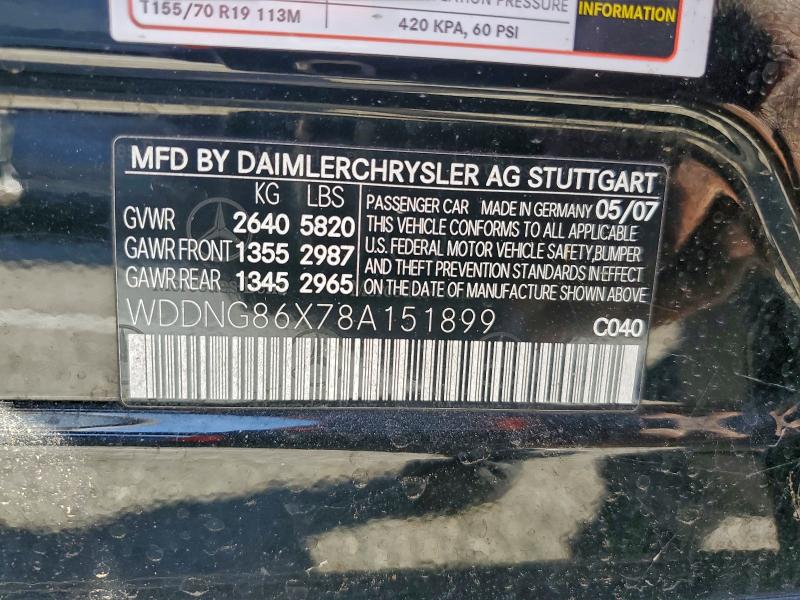 T155/70 R19 113M
PRESSURE
420 KPA, 60 PSI
INFORMATION
MFD BY DAIMLERCHRYSLER AG STUTTGART
KG LBS
GVWR 2640 5820
GAWR FRONT 1355 2987
GAWR REAR 1345 2965
PASSENGER CAR MADE IN GERMANY 05/07
THIS VEHICLE CONFORMS TO ALL APPLICABLE
U.S. FEDERAL MOTOR VEHICLE SAFETY,BUMPER
AND THEFT PREVENTION STANDARDS IN EFFECT
ON THE DATE OF MANUFACTURE SHOWN ABOVE
WDDNG86X78A151899
C040